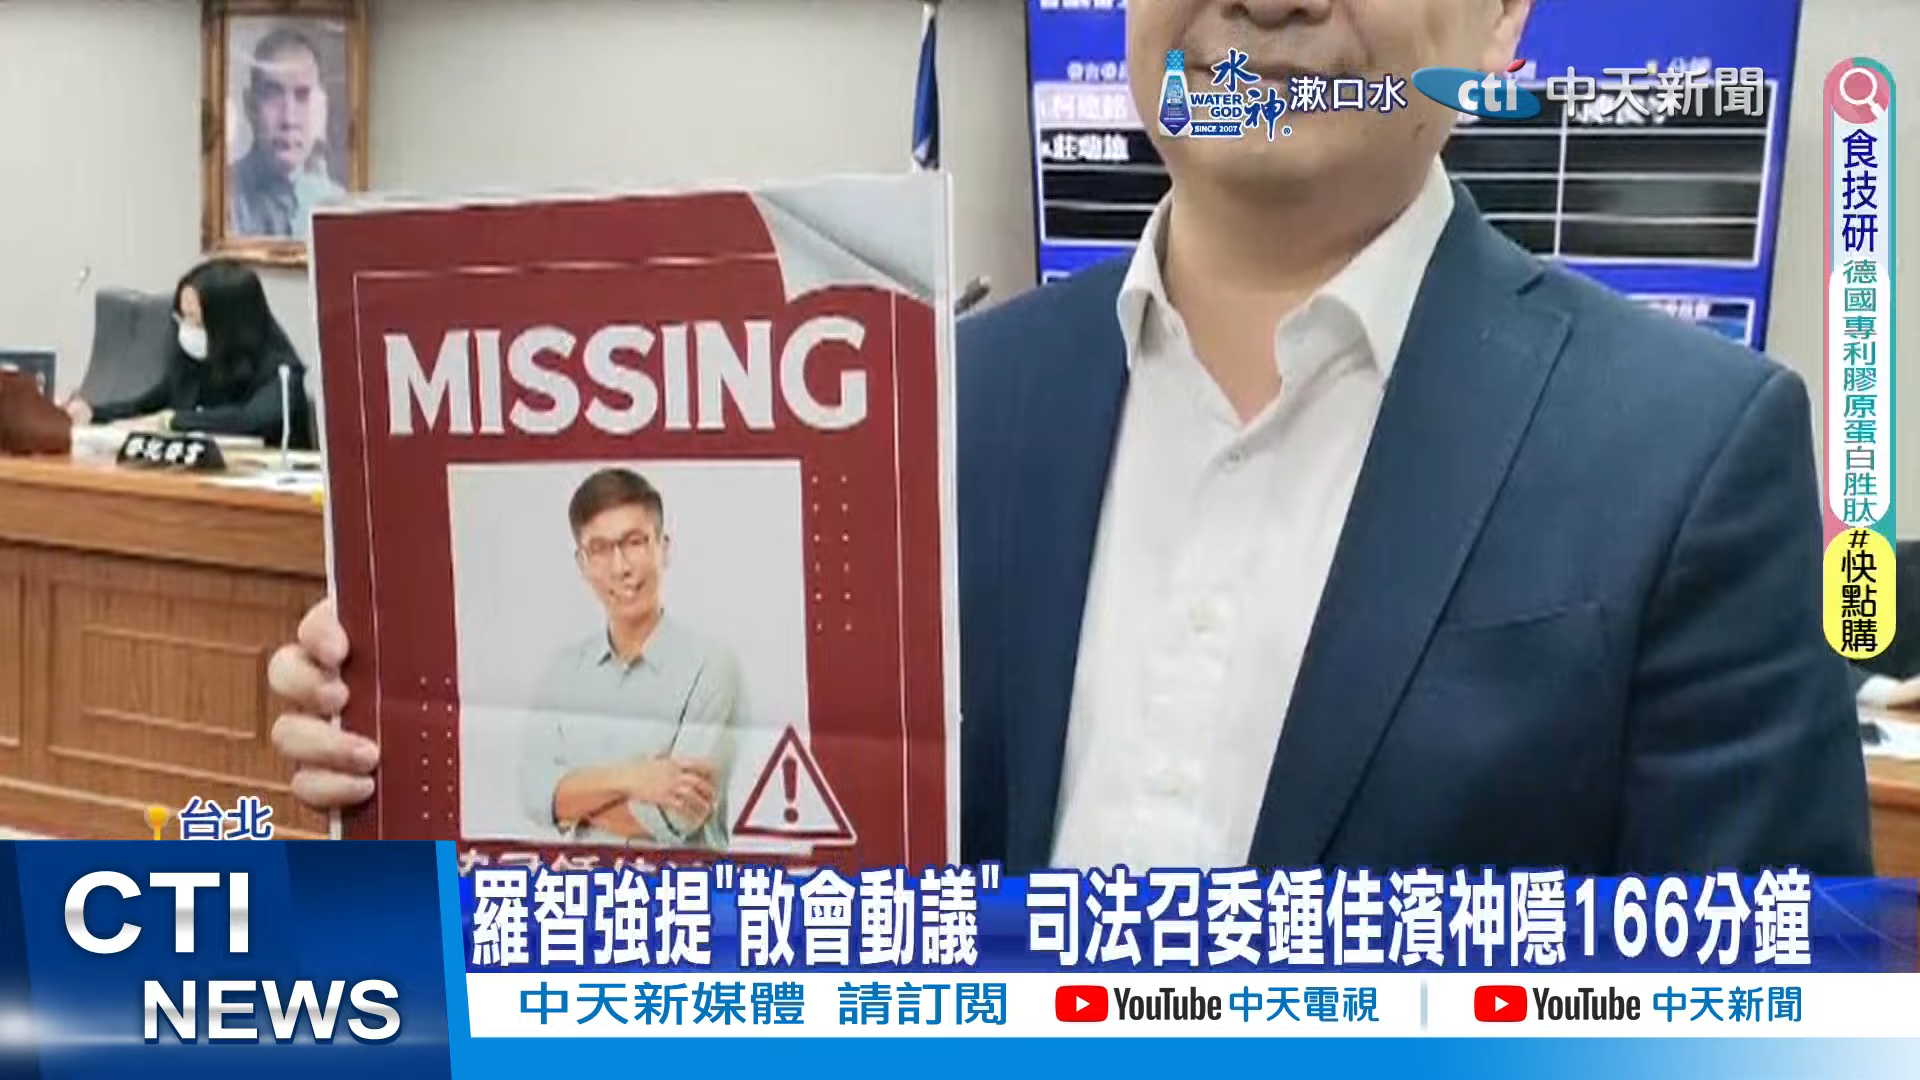 水神
WATER
GOD
SINCE 2007
漱口水
cti 中天新聞
莊瑞雄
食技研
德國專利膠原蛋白胜肽
#快點購
MISSING
台北
CTI
NEWS
羅智強提"散會動議" 司法召委鍾佳濱神隱166分鐘
中天新媒體 請訂閱 YouTube 中天電視 | YouTube 中天新聞